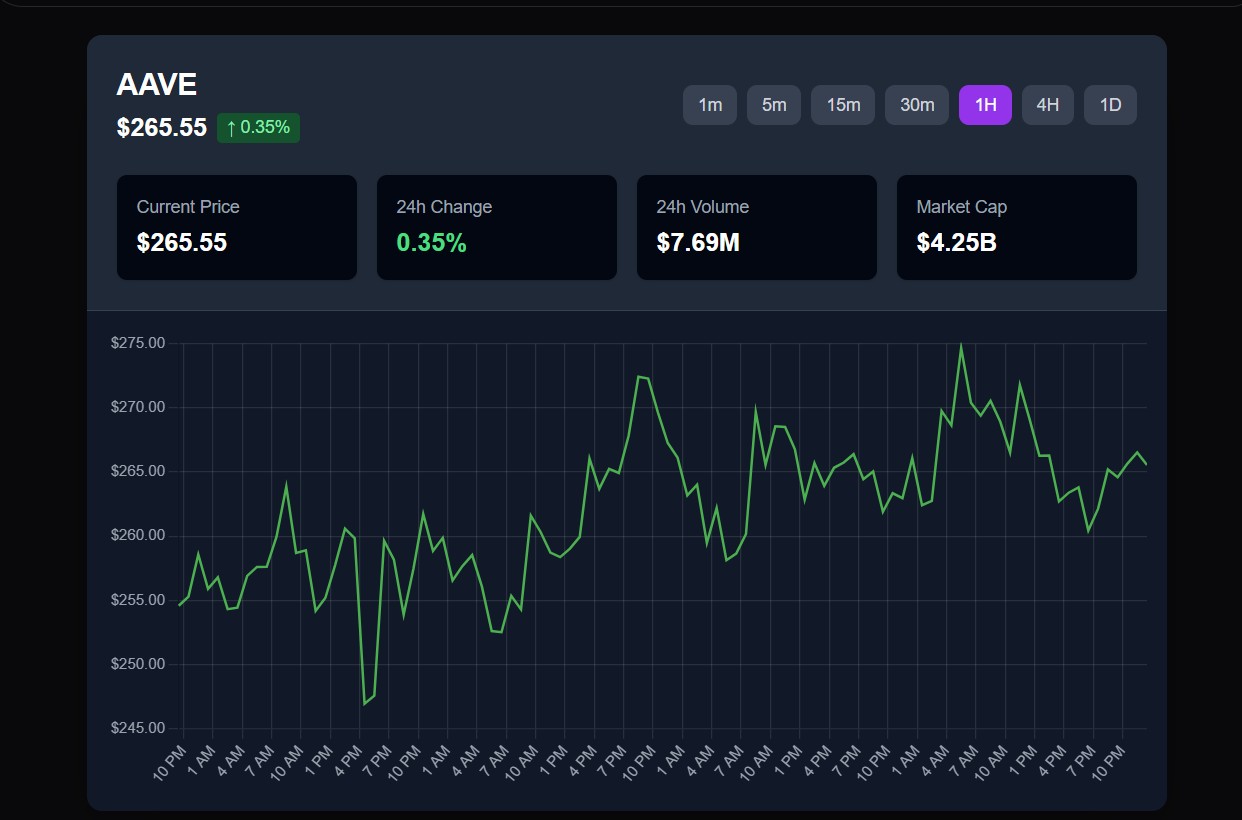 AAVE
$265.55 ↑ 0.35%
1m 5m 15m 30m 1H 4H 1D
Current Price
$265.55
24h Change
0.35%
24h Volume
$7.69M
Market Cap
$4.25B
$275.00
$270.00
$265.00
$260.00
$255.00
$250.00
$245.00
10 PM 1 AM 4 AM 7 AM 10 AM 1 PM 4 PM 7 PM 10 PM 1 AM 4 AM 7 AM 10 AM 1 PM 4 PM 7 PM 10 PM 1 AM 4 AM 7 AM 10 AM 1 PM 4 PM 7 PM 10 PM 1 AM 4 AM 7 AM 10 AM 1 PM 4 PM 7 PM 10 PM